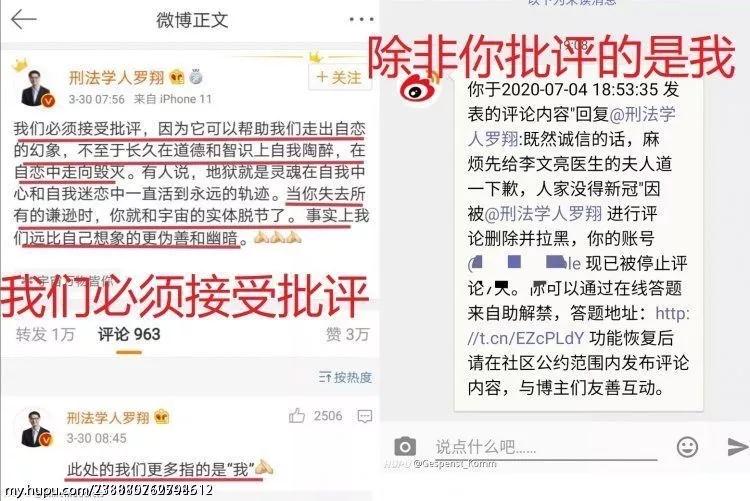 微博正文
刑法学人罗翔
3-30 07:56 来自 iPhone 11
+关注
我们必须接受批评，因为它可以帮助我们走出自恋
的幻象，不至于长久在道德和智识上自我陶醉，在
自恋中走向毁灭。有人说，地狱就是灵魂在自我中
心和自我迷恋中一直活到永远的轨迹。当你失去所
有的谦逊时，你就和宇宙的实体脱节了。事实上我
们远比自己想象的更伪善和幽暗。
我们必须接受批评
转发 1万
评论 963
赞 3万
按热度
刑法学人罗翔
2506
3-30 08:45
此处的我们更多指的是“我”
my.hupu.com/238880760798612
以下为未读消息
19:08
除非你批评的是我
你于2020-07-04 18:53:35 发
表的评论内容"回复@刑法学
人罗翔:既然诚信的话，麻
烦先给李文亮医生的夫人道
一下歉，人家没得新冠"因
被@刑法学人罗翔 进行评
论删除并拉黑，你的账号
le 现已被停止评
你可以通过在线答题
来自助解禁，答题地址：http:
//t.cn/EZcPLdY 功能恢复后
请在社区公约范围内发布评论
内容，与博主们友善互动。
说点什么吧……
HUPU @Gespenst_Komm